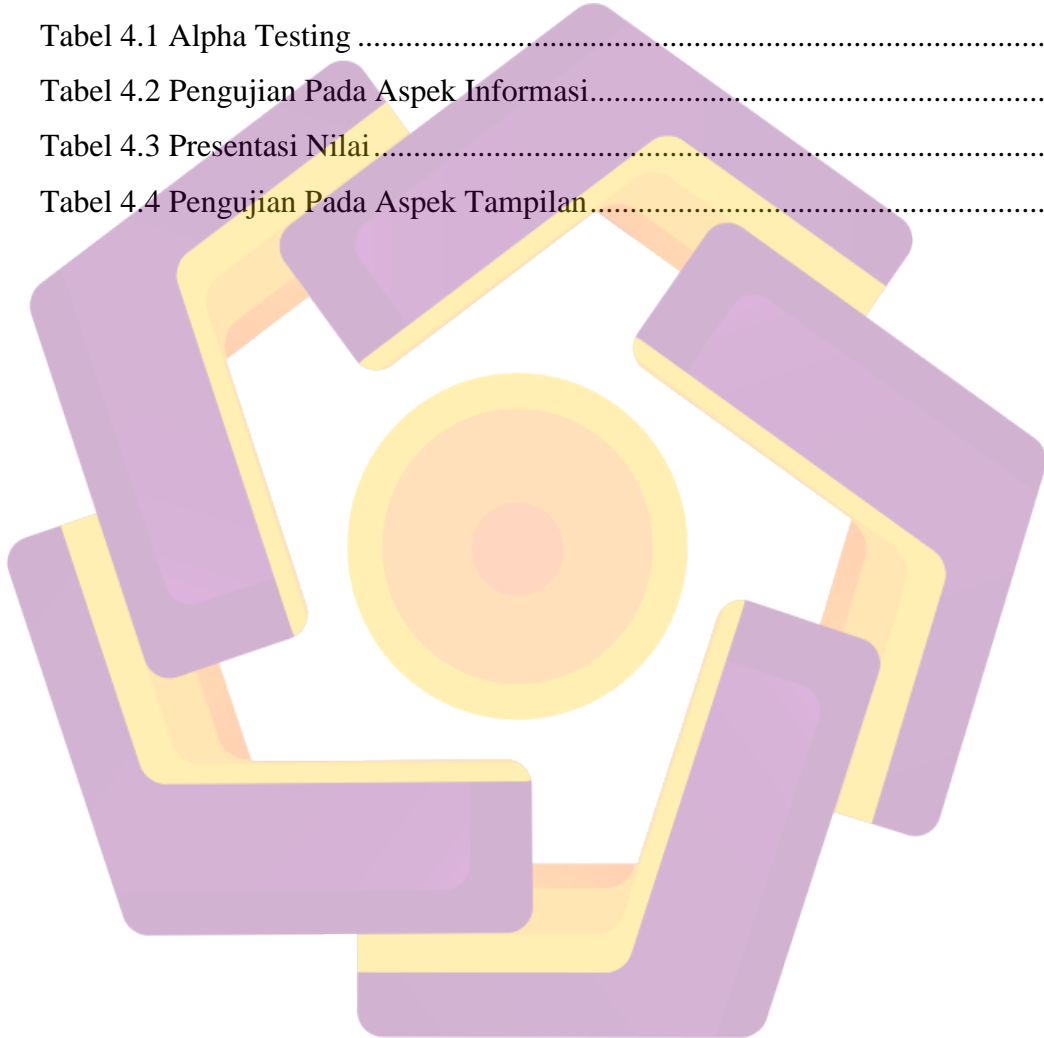 Tabel 4.1 Alpha Testing ......................................................................................
Tabel 4.2 Pengujian Pada Aspek Informasi.........................................................
Tabel 4.3 Presentasi Nilai....................................................................................
Tabel 4.4 Pengujian Pada Aspek Tampilan.........................................................